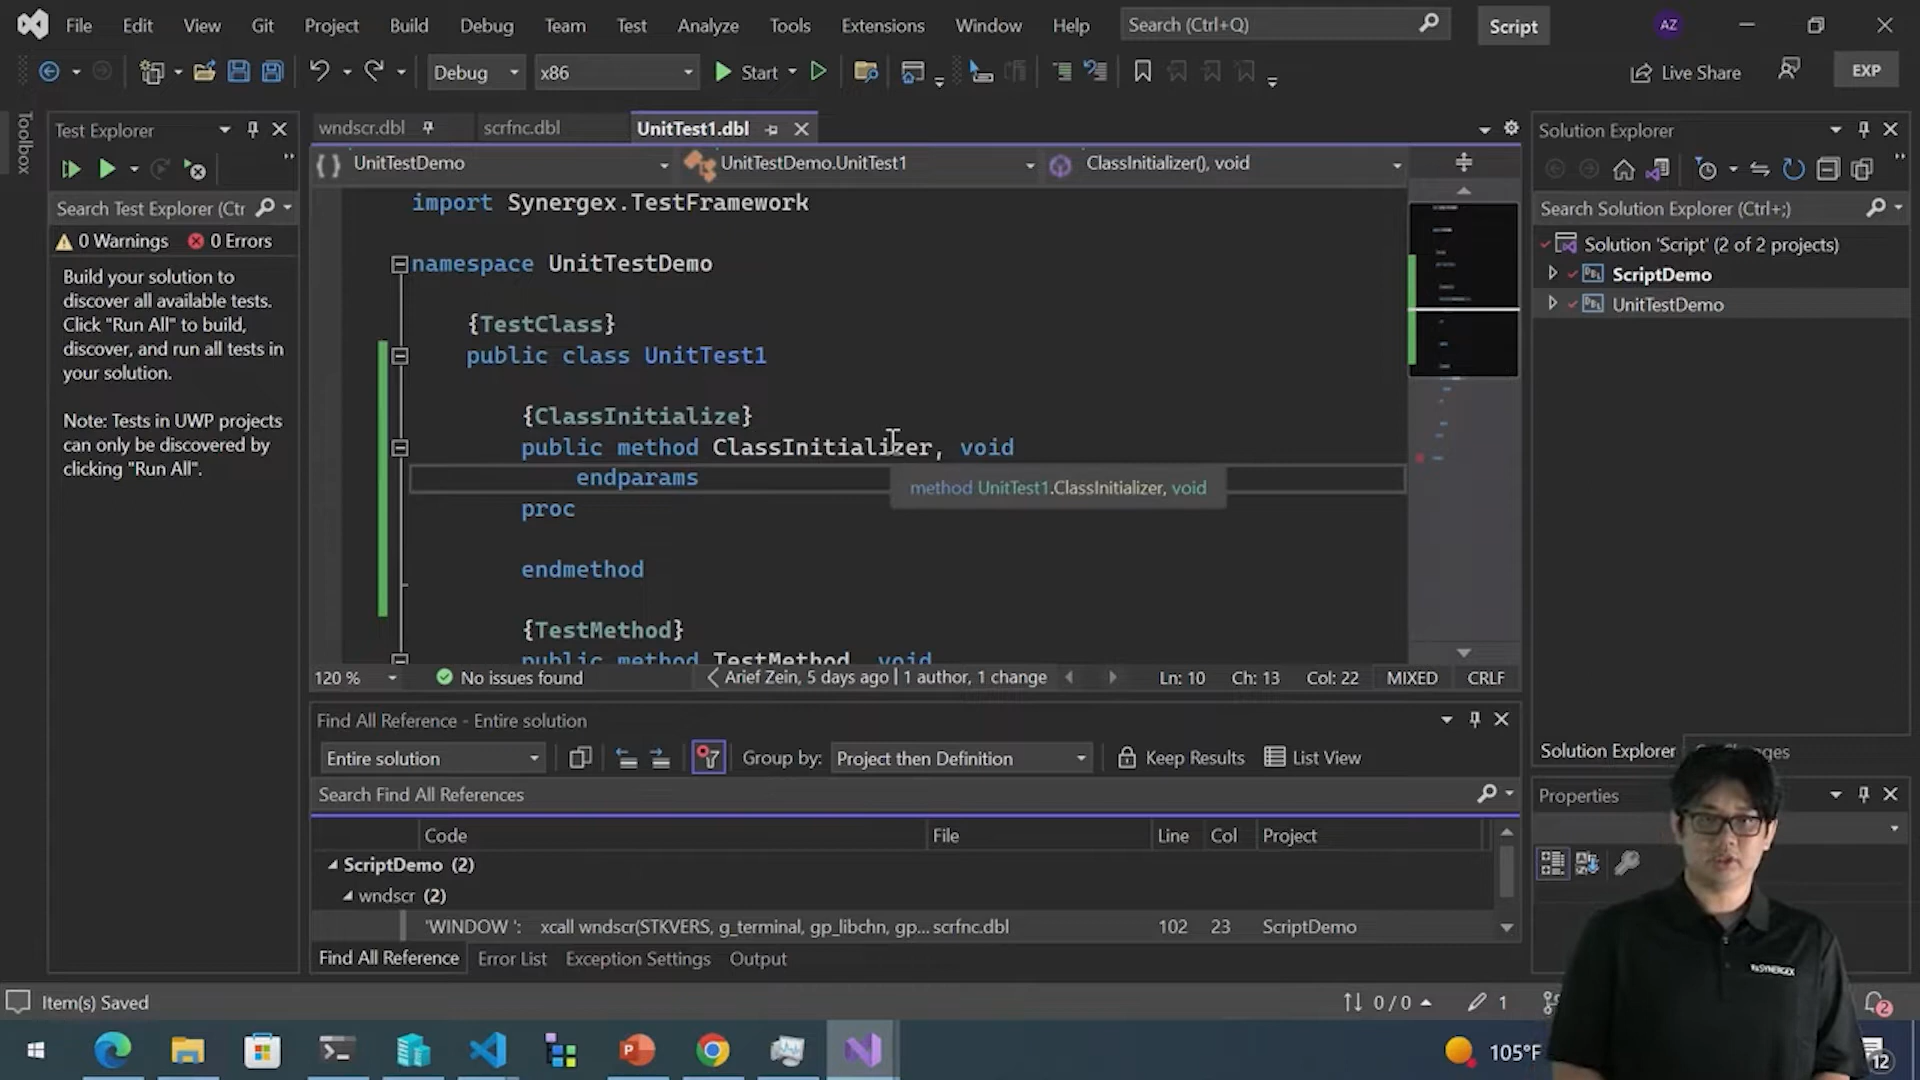 File Edit View Git Project Build Debug Team Test Analyze Tools Extensions Window Help Search (Ctrl+Q) Script AZ
Debug x86 Start Live Share EXP
Toolbox
Test Explorer
Search Test Explorer (Ctr
0 Warnings 0 Errors
Build your solution to
discover all available tests.
Click "Run All" to build,
discover, and run all tests in
your solution.
Note: Tests in UWP projects
can only be discovered by
clicking "Run All".
wndscr.dbl scrfnc.dbl UnitTest1.dbl
UnitTestDemo UnitTestDemo.UnitTest1 ClassInitializer(), void
import Synergex.TestFramework
namespace UnitTestDemo
{TestClass}
public class UnitTest1
{ClassInitialize}
public method ClassInitializer, void
endparams
method UnitTest1.ClassInitializer, void
proc
endmethod
{TestMethod}
public method TestMethod, void
120 % No issues found Arief Zein, 5 days ago | 1 author, 1 change Ln: 10 Ch: 13 Col: 22 MIXED CRLF
Find All Reference - Entire solution
Entire solution Group by: Project then Definition Keep Results List View
Search Find All References
Code File Line Col Project
ScriptDemo (2)
wndscr (2)
'WINDOW ': xcall wndscr(STKVERS, g_terminal, gp_libchn, gp... scrfnc.dbl 102 23 ScriptDemo
Find All Reference Error List Exception Settings Output
Solution Explorer
Search Solution Explorer (Ctrl+;)
Solution 'Script' (2 of 2 projects)
ScriptDemo
UnitTestDemo
Solution Explorer
Properties
SYNERGEX
Item(s) Saved 0 / 0 1 2
105°F 12